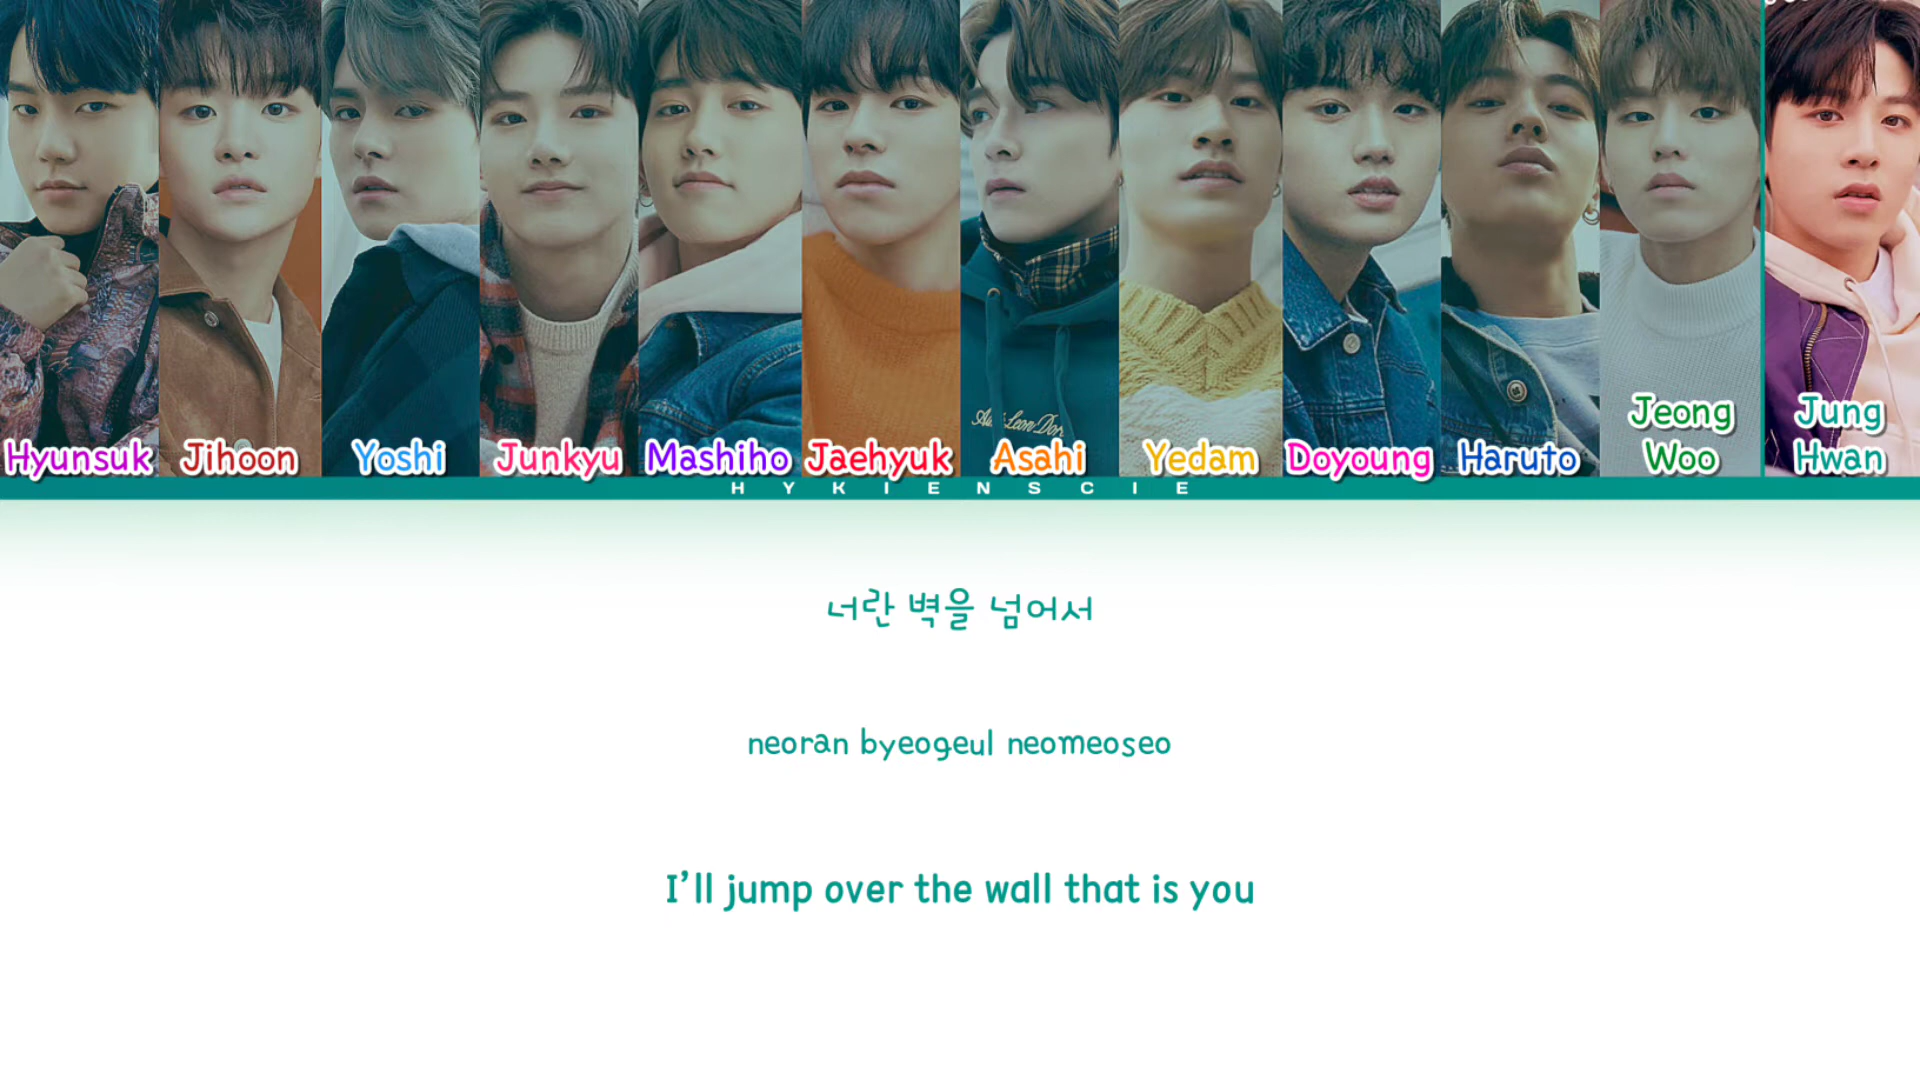 Hyunsuk
Jihoon
Yoshi
Junkyu
Mashiho
Jaehyuk
Asahi
Yedam
Doyoung
Haruto
Jeong
Woo
Jung
Hwan
HYKIENSCIE
너란 벽을 넘어서
neoran byeogeul neomeoseo
I'll jump over the wall that is you